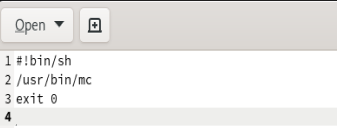 Open
1 #!bin/sh
2 /usr/bin/mc
3 exit 0
4